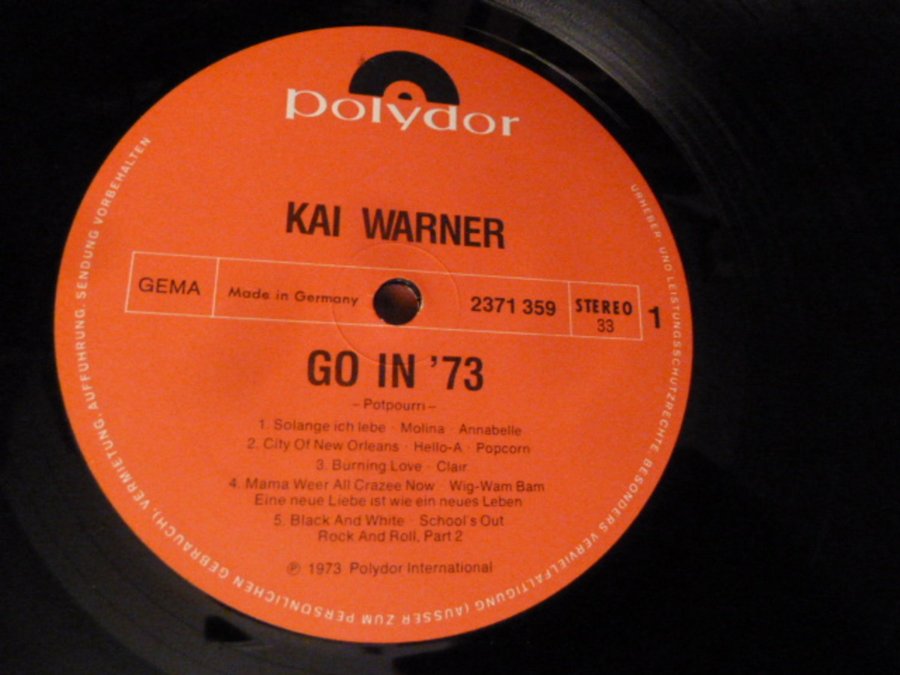 polydor
KAI WARNER
GEMA
Made in Germany
2371 359
STEREO
33
1
GO IN '73
– Potpourri –
1. Solange ich lebe · Molina · Annabelle
2. City Of New Orleans · Hello-A · Popcorn
3. Burning Love · Clair
4. Mama Weer All Crazee Now · Wig-Wam Bam
Eine neue Liebe ist wie ein neues Leben
5. Black And White · School's Out
Rock And Roll, Part 2
℗ 1973 Polydor International
URHEBER- UND LEISTUNGSSCHUTZRECHTE, BESONDERS VERVIELFÄLTIGUNG (AUSSER ZUM PERSÖNLICHEN GEBRAUCH), VERMIETUNG, AUFFÜHRUNG, SENDUNG VORBEHALTEN